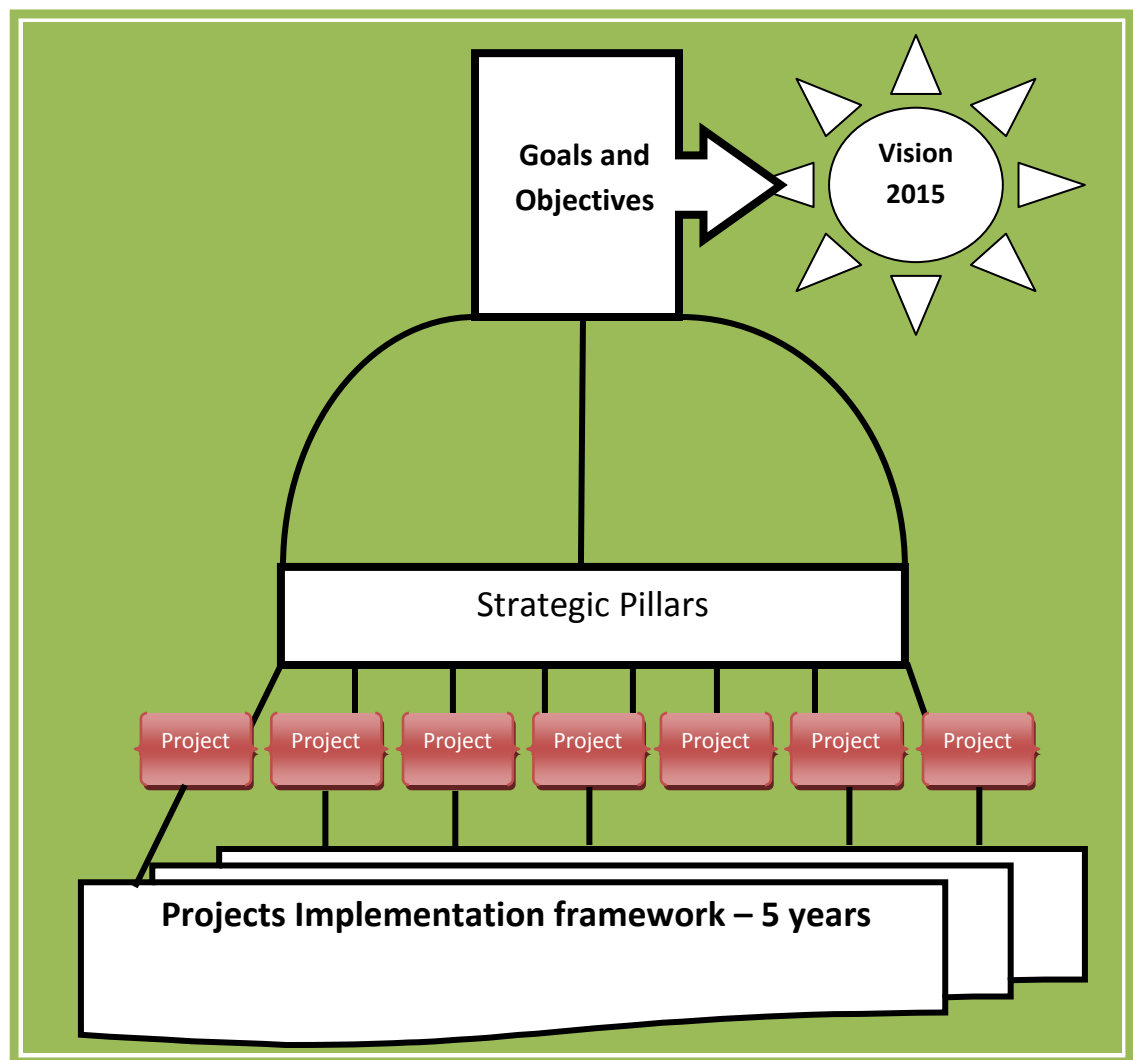 Goals and
Objectives
Vision
2015
Strategic Pillars
Project
Project
Project
Project
Project
Project
Project
Projects Implementation framework – 5 years